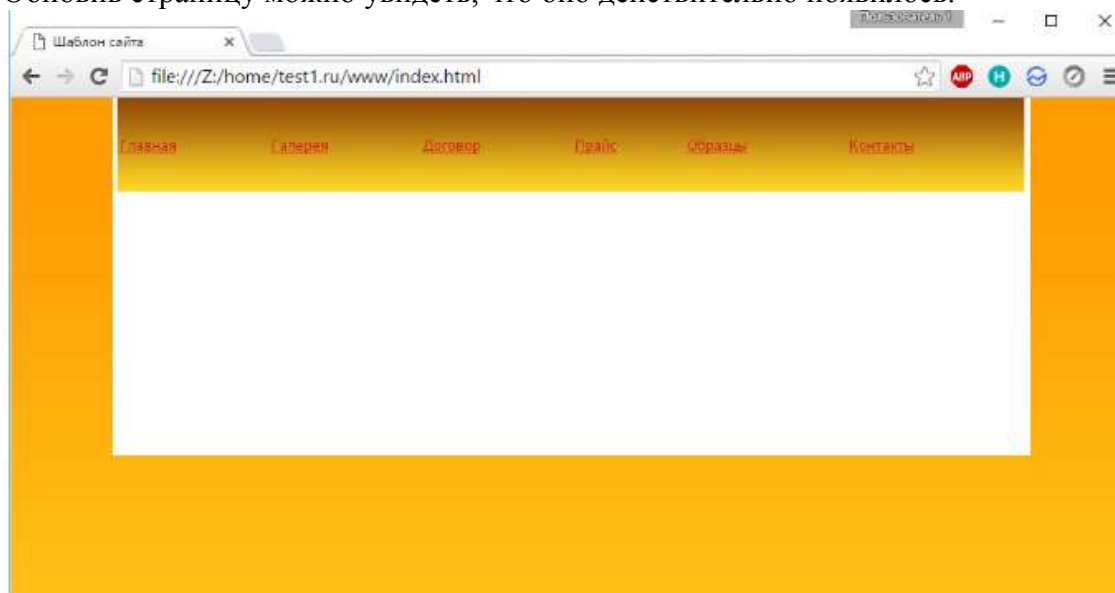 Обновив страницу можно увидеть, что оно действительно появилось.
Шаблон сайта
file:///Z:/home/test1.ru/www/index.html
ABP H
Главная Галерея Договор Прайс Образцы Контакты